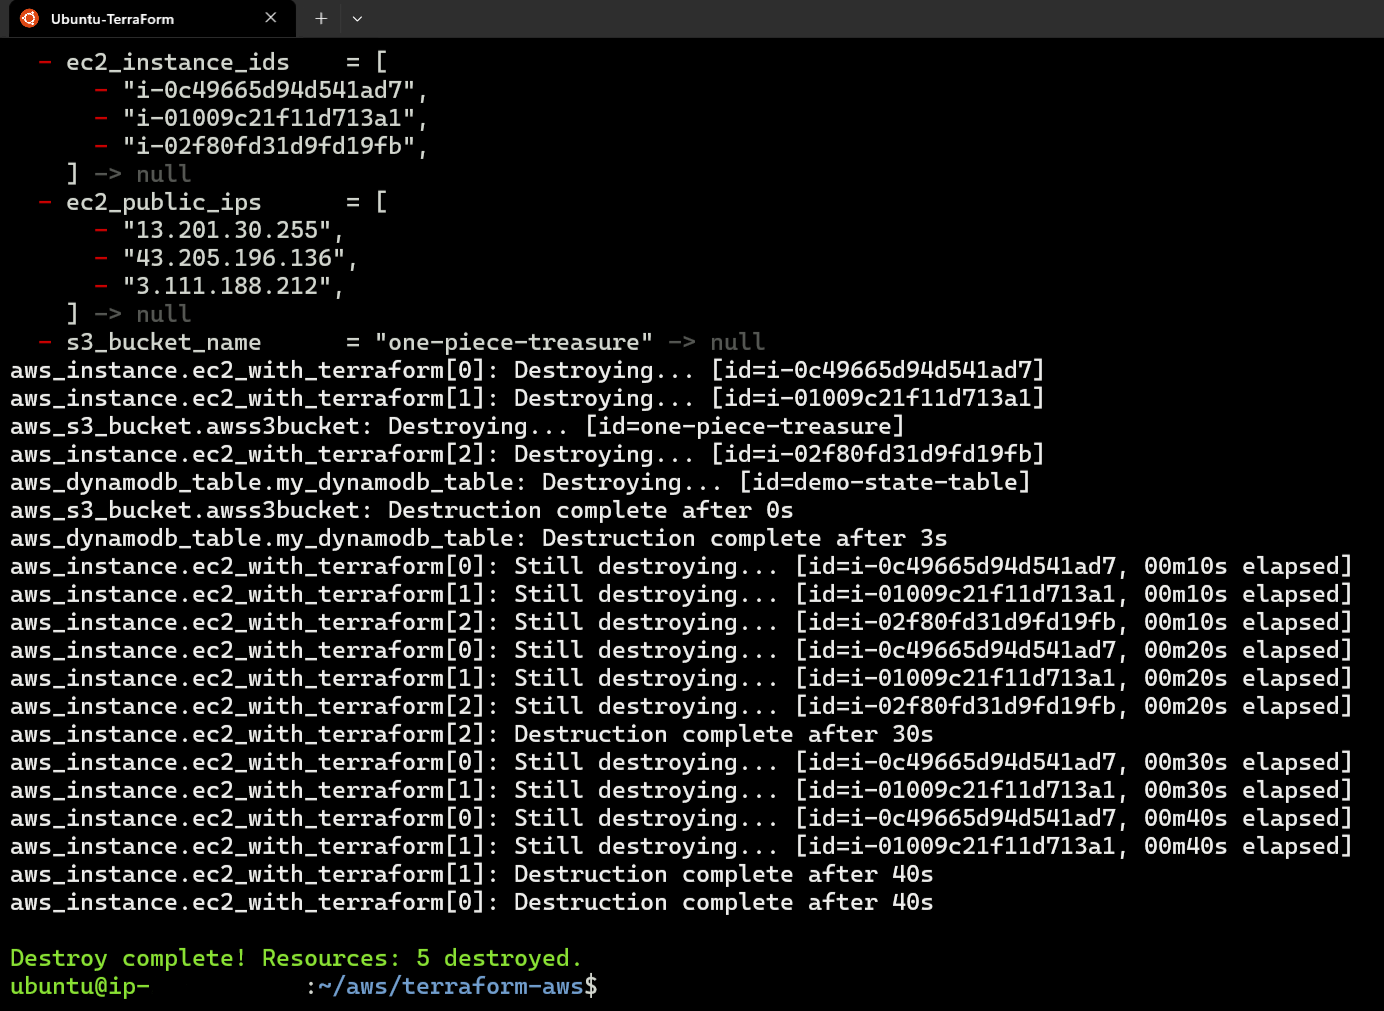 Ubuntu-TerraForm
- ec2_instance_ids    = [
- "i-0c49665d94d541ad7",
- "i-01009c21f11d713a1",
- "i-02f80fd31d9fd19fb",
] -> null
- ec2_public_ips      = [
- "13.201.30.255",
- "43.205.196.136",
- "3.111.188.212",
] -> null
- s3_bucket_name      = "one-piece-treasure" -> null
aws_instance.ec2_with_terraform[0]: Destroying... [id=i-0c49665d94d541ad7]
aws_instance.ec2_with_terraform[1]: Destroying... [id=i-01009c21f11d713a1]
aws_s3_bucket.awss3bucket: Destroying... [id=one-piece-treasure]
aws_instance.ec2_with_terraform[2]: Destroying... [id=i-02f80fd31d9fd19fb]
aws_dynamodb_table.my_dynamodb_table: Destroying... [id=demo-state-table]
aws_s3_bucket.awss3bucket: Destruction complete after 0s
aws_dynamodb_table.my_dynamodb_table: Destruction complete after 3s
aws_instance.ec2_with_terraform[0]: Still destroying... [id=i-0c49665d94d541ad7, 00m10s elapsed]
aws_instance.ec2_with_terraform[1]: Still destroying... [id=i-01009c21f11d713a1, 00m10s elapsed]
aws_instance.ec2_with_terraform[2]: Still destroying... [id=i-02f80fd31d9fd19fb, 00m10s elapsed]
aws_instance.ec2_with_terraform[0]: Still destroying... [id=i-0c49665d94d541ad7, 00m20s elapsed]
aws_instance.ec2_with_terraform[1]: Still destroying... [id=i-01009c21f11d713a1, 00m20s elapsed]
aws_instance.ec2_with_terraform[2]: Still destroying... [id=i-02f80fd31d9fd19fb, 00m20s elapsed]
aws_instance.ec2_with_terraform[2]: Destruction complete after 30s
aws_instance.ec2_with_terraform[0]: Still destroying... [id=i-0c49665d94d541ad7, 00m30s elapsed]
aws_instance.ec2_with_terraform[1]: Still destroying... [id=i-01009c21f11d713a1, 00m30s elapsed]
aws_instance.ec2_with_terraform[0]: Still destroying... [id=i-0c49665d94d541ad7, 00m40s elapsed]
aws_instance.ec2_with_terraform[1]: Still destroying... [id=i-01009c21f11d713a1, 00m40s elapsed]
aws_instance.ec2_with_terraform[1]: Destruction complete after 40s
aws_instance.ec2_with_terraform[0]: Destruction complete after 40s
Destroy complete! Resources: 5 destroyed.
ubuntu@ip-           :~/aws/terraform-aws$